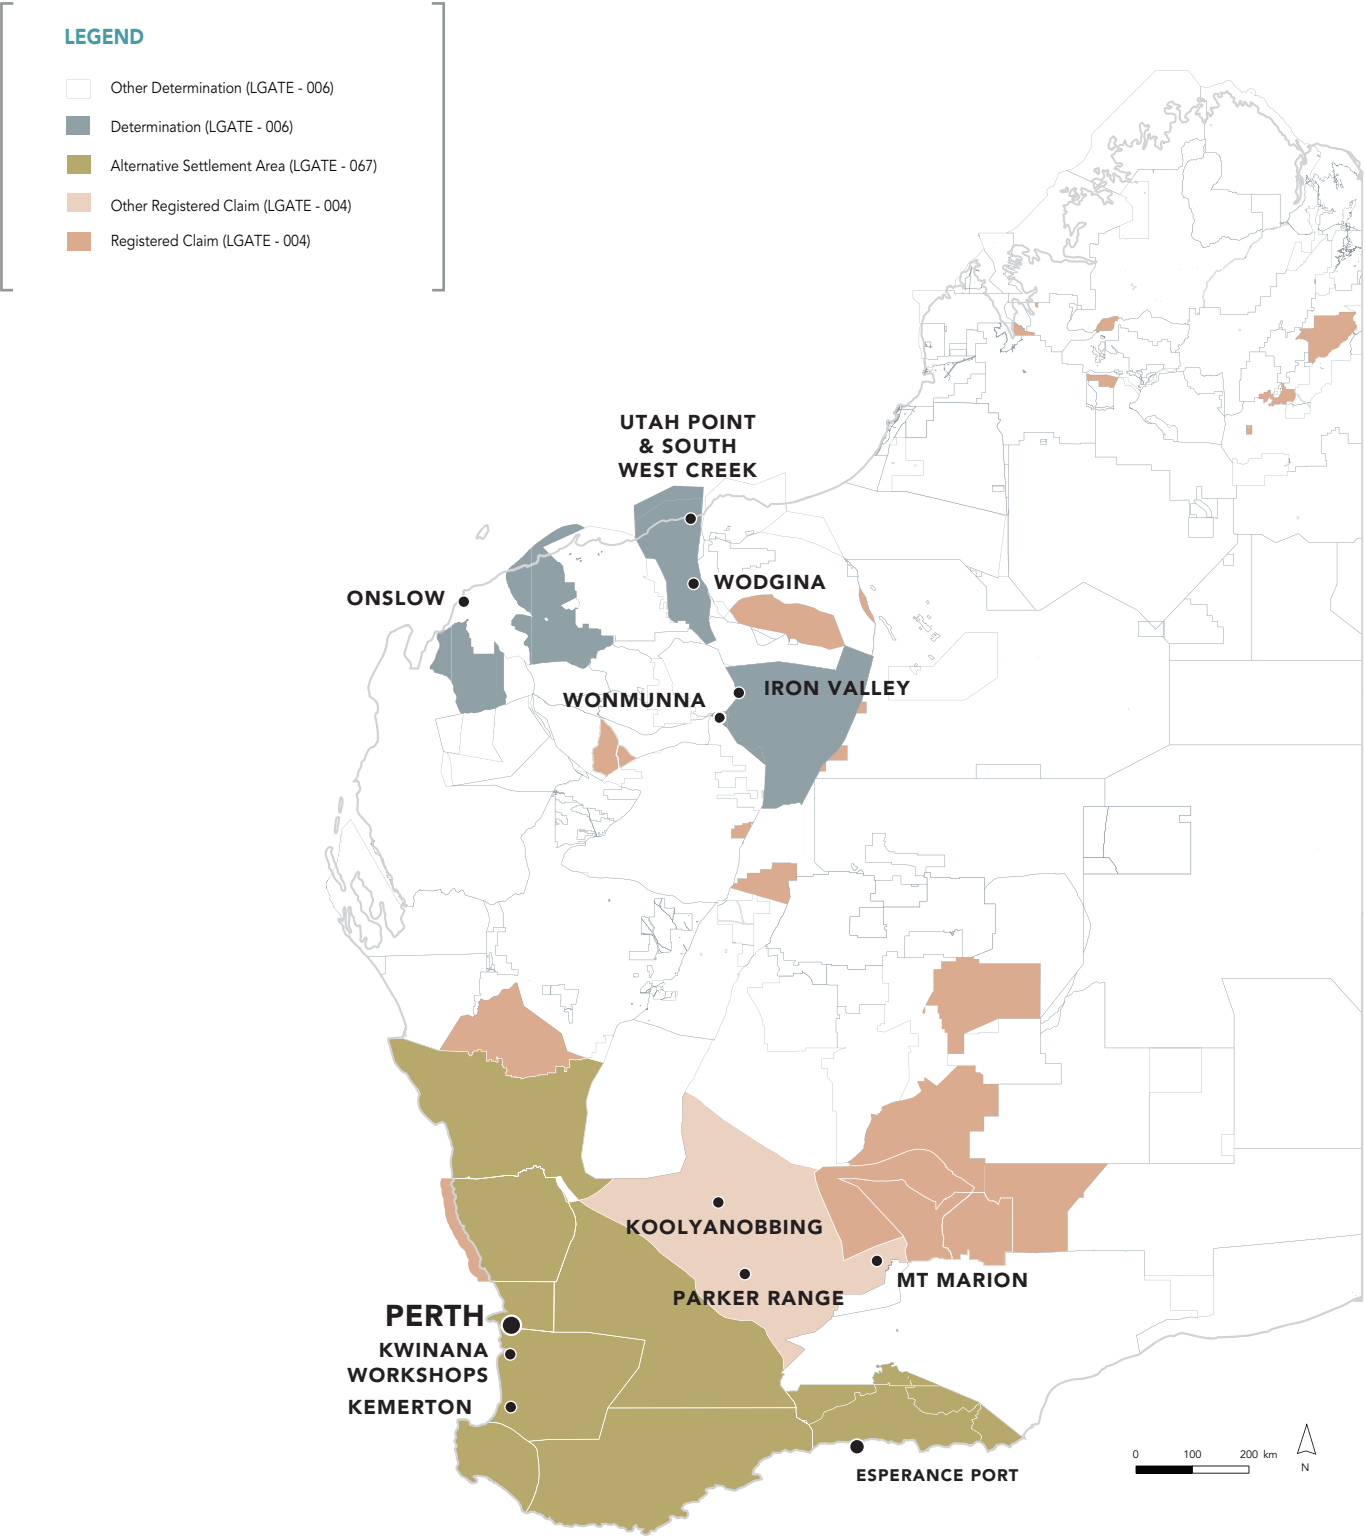 LEGEND
Other Determination (LGATE - 006)
Determination (LGATE - 006)
Alternative Settlement Area (LGATE - 067)
Other Registered Claim (LGATE - 004)
Registered Claim (LGATE - 004)
UTAH POINT
& SOUTH
WEST CREEK
WODGINA
ONSLOW
IRON VALLEY
WONMUNNA
KOOLYANOBBING
MT MARION
PARKER RANGE
PERTH
KWINANA
WORKSHOPS
KEMERTON
ESPERANCE PORT
0 100 200 km
N